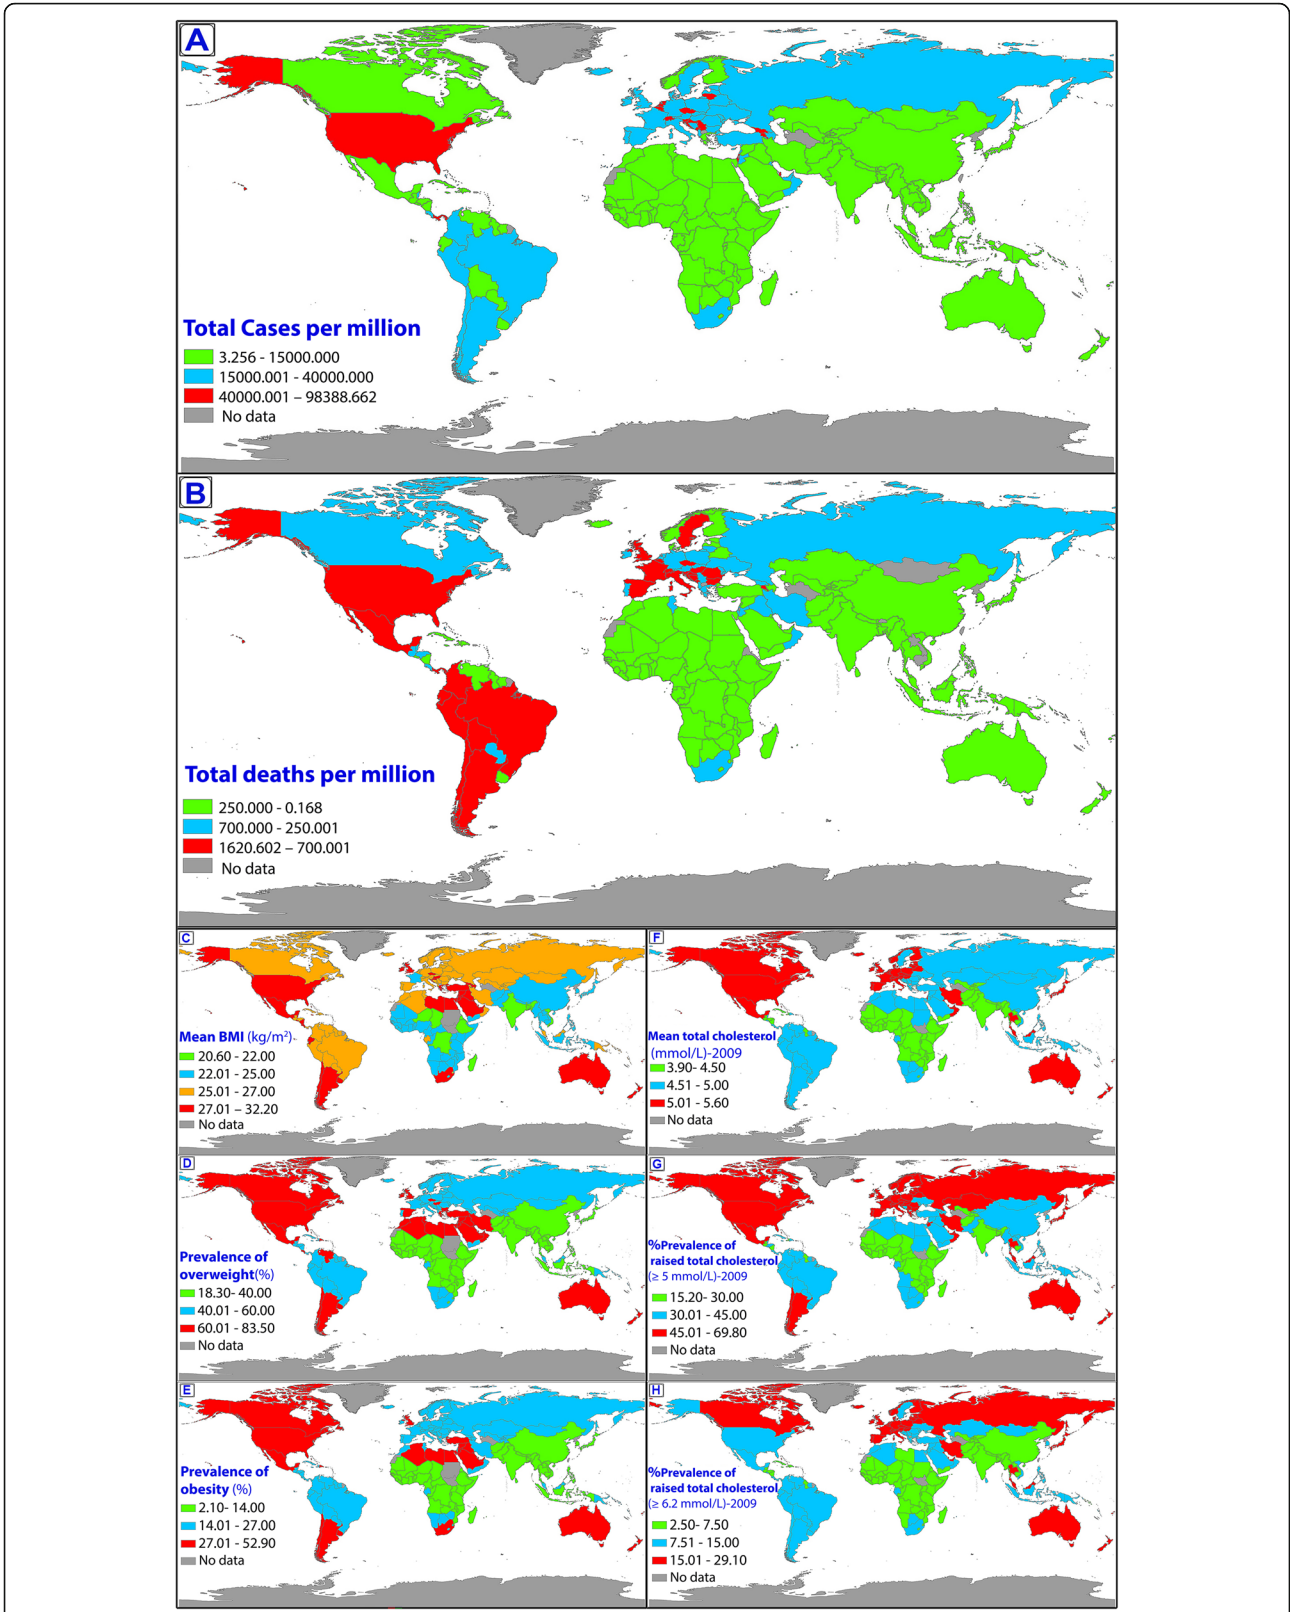 A
Total Cases per million
3.256 - 15000.000
15000.001 - 40000.000
40000.001 – 98388.662
No data
B
Total deaths per million
250.000 - 0.168
700.000 - 250.001
1620.602 – 700.001
No data
C
Mean BMI (kg/m²)
20.60 - 22.00
22.01 - 25.00
25.01 - 27.00
27.01 – 32.20
No data
F
Mean total cholesterol
(mmol/L)-2009
3.90- 4.50
4.51 - 5.00
5.01 - 5.60
No data
D
Prevalence of
overweight(%)
18.30- 40.00
40.01 - 60.00
60.01 - 83.50
No data
G
%Prevalence of
raised total cholesterol
(≥ 5 mmol/L)-2009
15.20- 30.00
30.01 - 45.00
45.01 - 69.80
No data
E
Prevalence of
obesity (%)
2.10- 14.00
14.01 - 27.00
27.01 - 52.90
No data
H
%Prevalence of
raised total cholesterol
(≥ 6.2 mmol/L)-2009
2.50- 7.50
7.51 - 15.00
15.01 - 29.10
No data